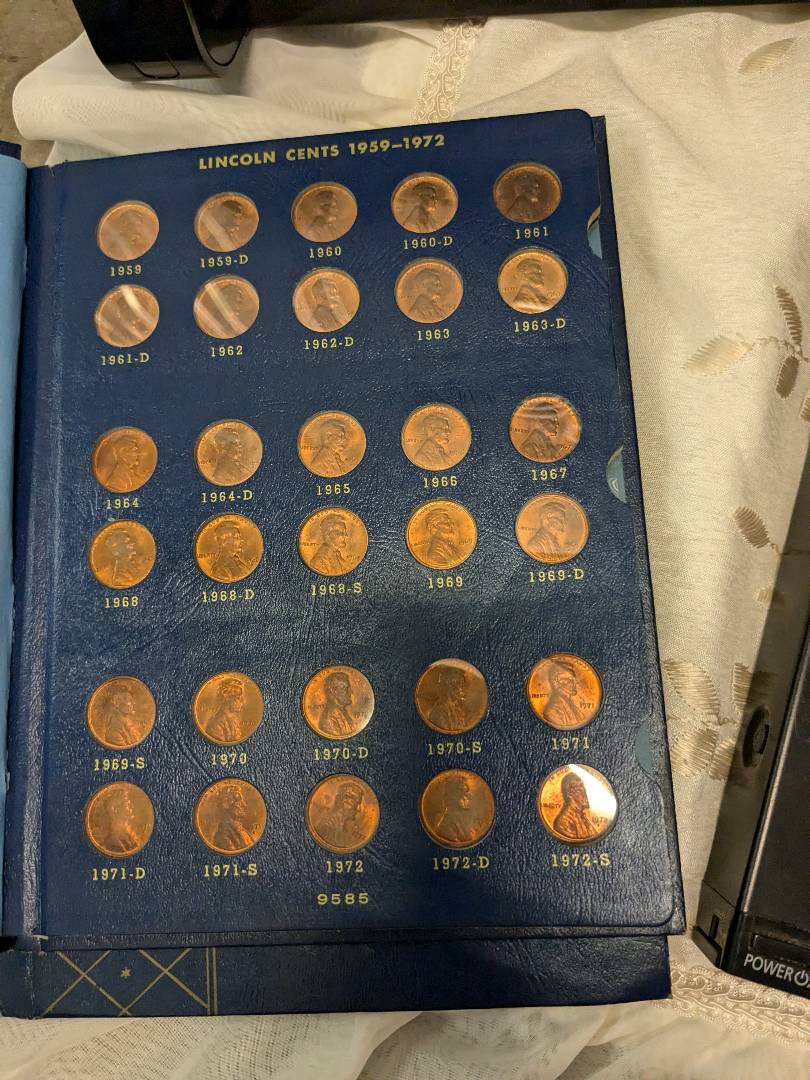 LINCOLN CENTS 1959–1972
1959 1959-D 1960 1960-D 1961
1961-D 1962 1962-D 1963 1963-D
1964 1964-D 1965 1966 1967
1968 1968-D 1968-S 1969 1969-D
1969-S 1970 1970-D 1970-S 1971
1971-D 1971-S 1972 1972-D 1972-S
9585
POWER